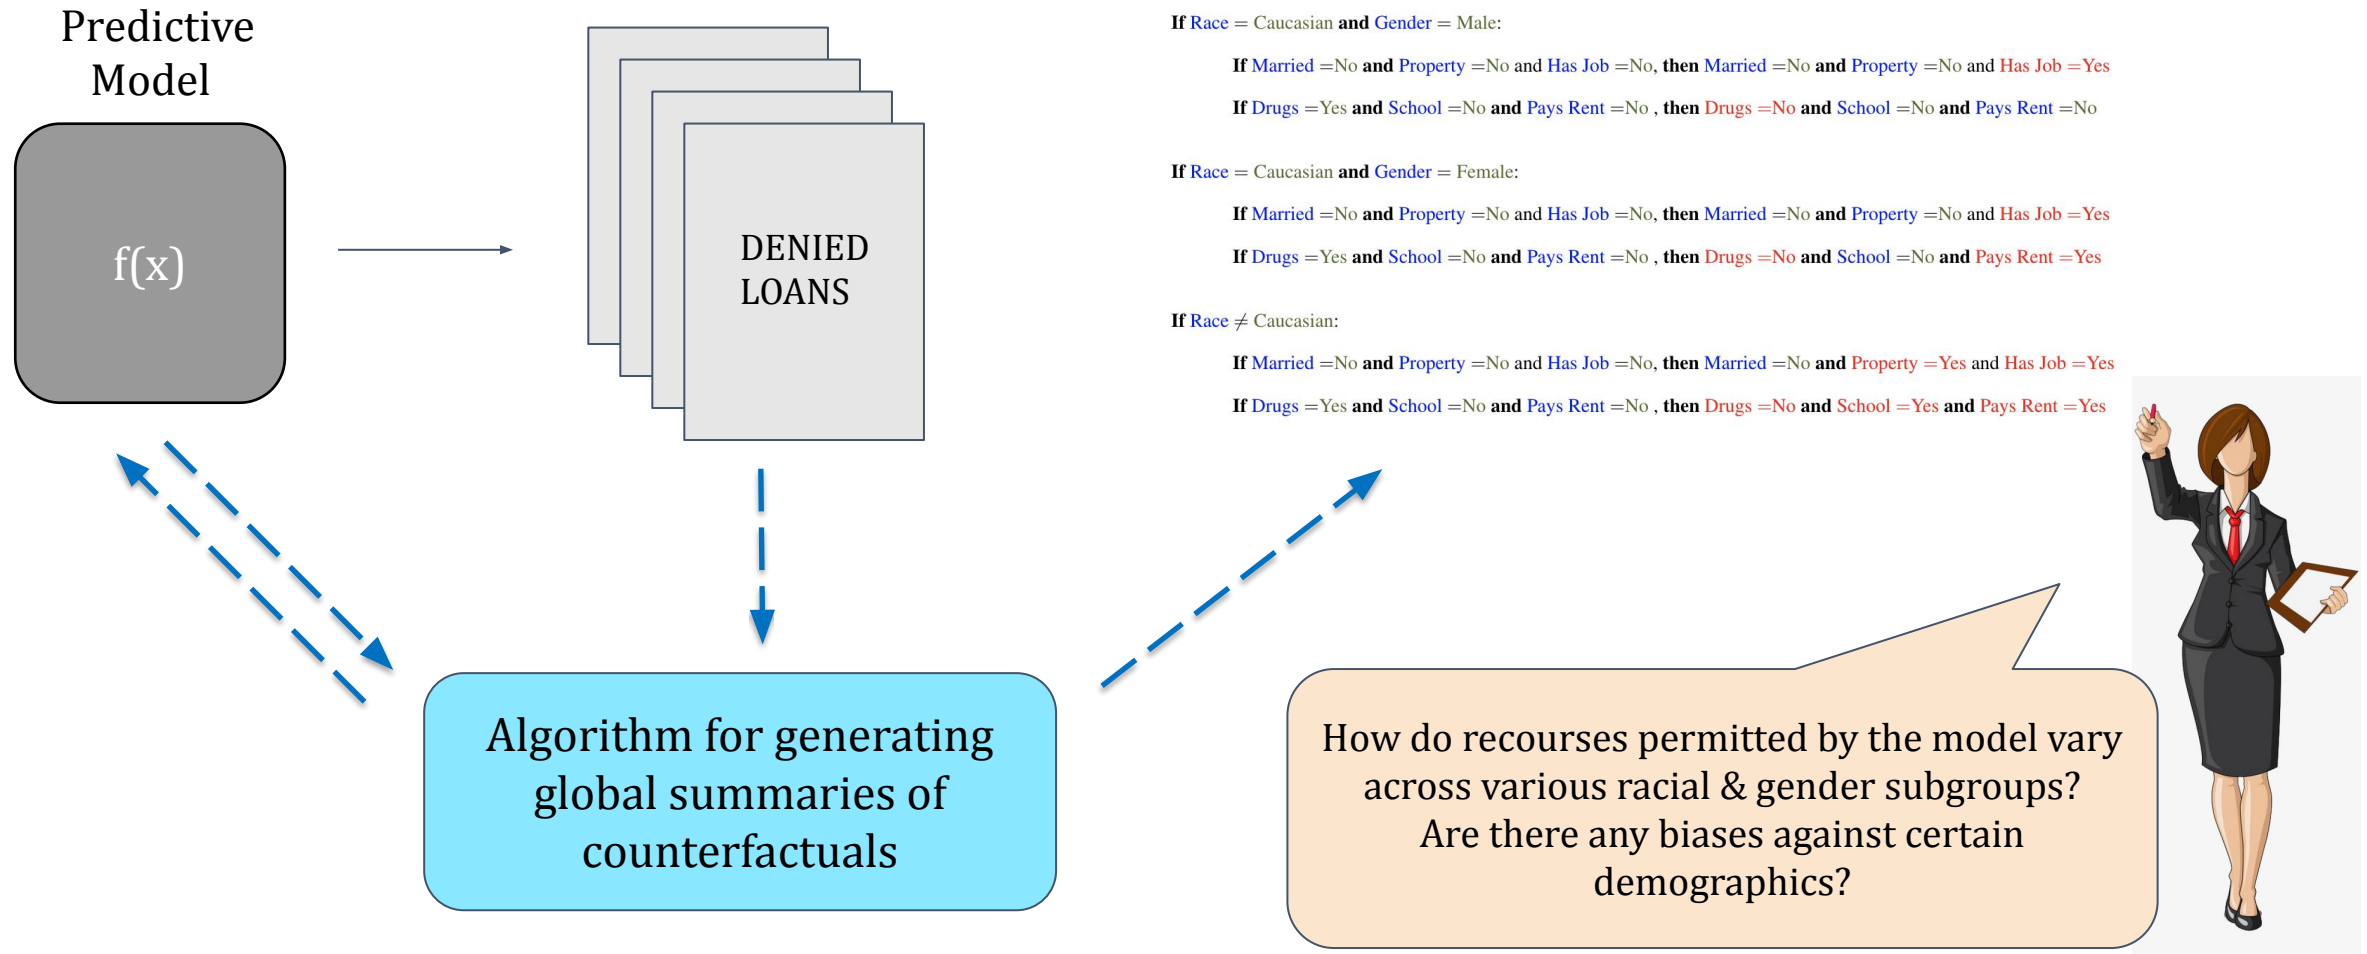 Predictive
Model
f(x)
DENIED
LOANS
If Race = Caucasian and Gender = Male:
If Married =No and Property =No and Has Job =No, then Married =No and Property =No and Has Job =Yes
If Drugs =Yes and School =No and Pays Rent =No , then Drugs =No and School =No and Pays Rent =No
If Race = Caucasian and Gender = Female:
If Married =No and Property =No and Has Job =No, then Married =No and Property =No and Has Job =Yes
If Drugs =Yes and School =No and Pays Rent =No , then Drugs =No and School =No and Pays Rent =Yes
If Race ≠ Caucasian:
If Married =No and Property =No and Has Job =No, then Married =No and Property =Yes and Has Job =Yes
If Drugs =Yes and School =No and Pays Rent =No , then Drugs =No and School =Yes and Pays Rent =Yes
Algorithm for generating
global summaries of
counterfactuals
How do recourses permitted by the model vary
across various racial & gender subgroups?
Are there any biases against certain
demographics?